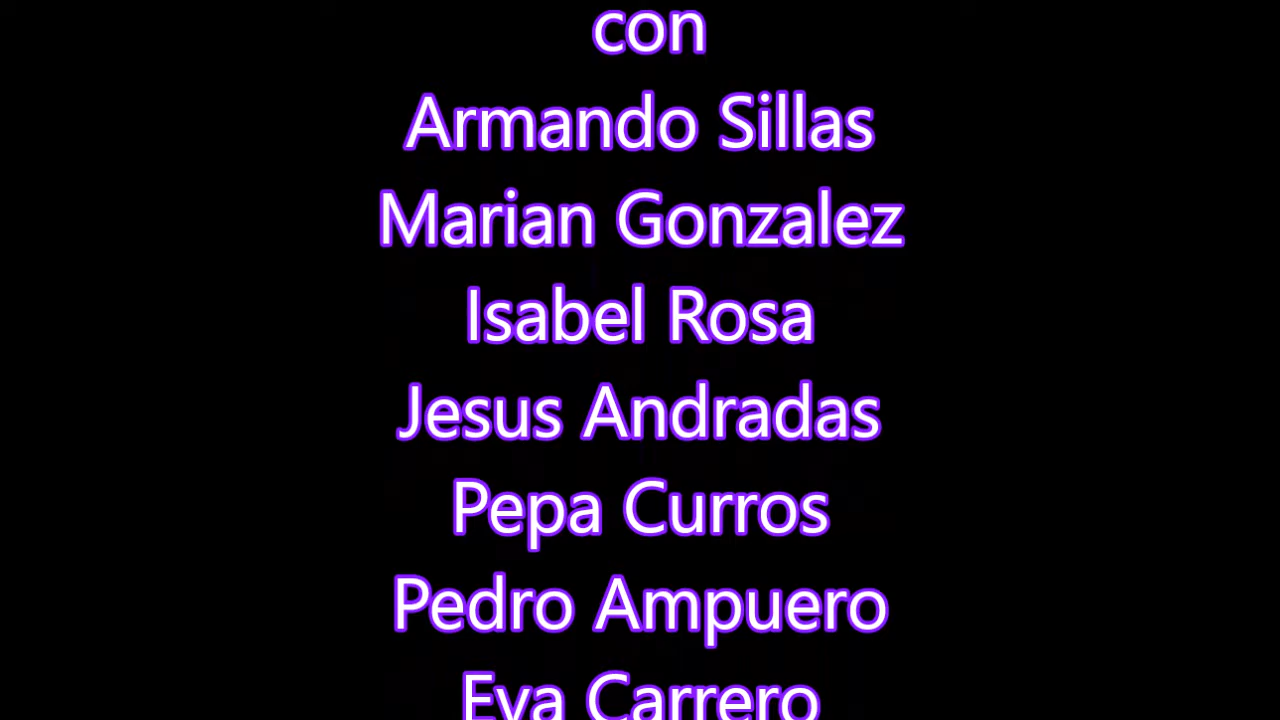 con
Armando Sillas
Marian Gonzalez
Isabel Rosa
Jesus Andradas
Pepa Curros
Pedro Ampuero
Eva Carrero